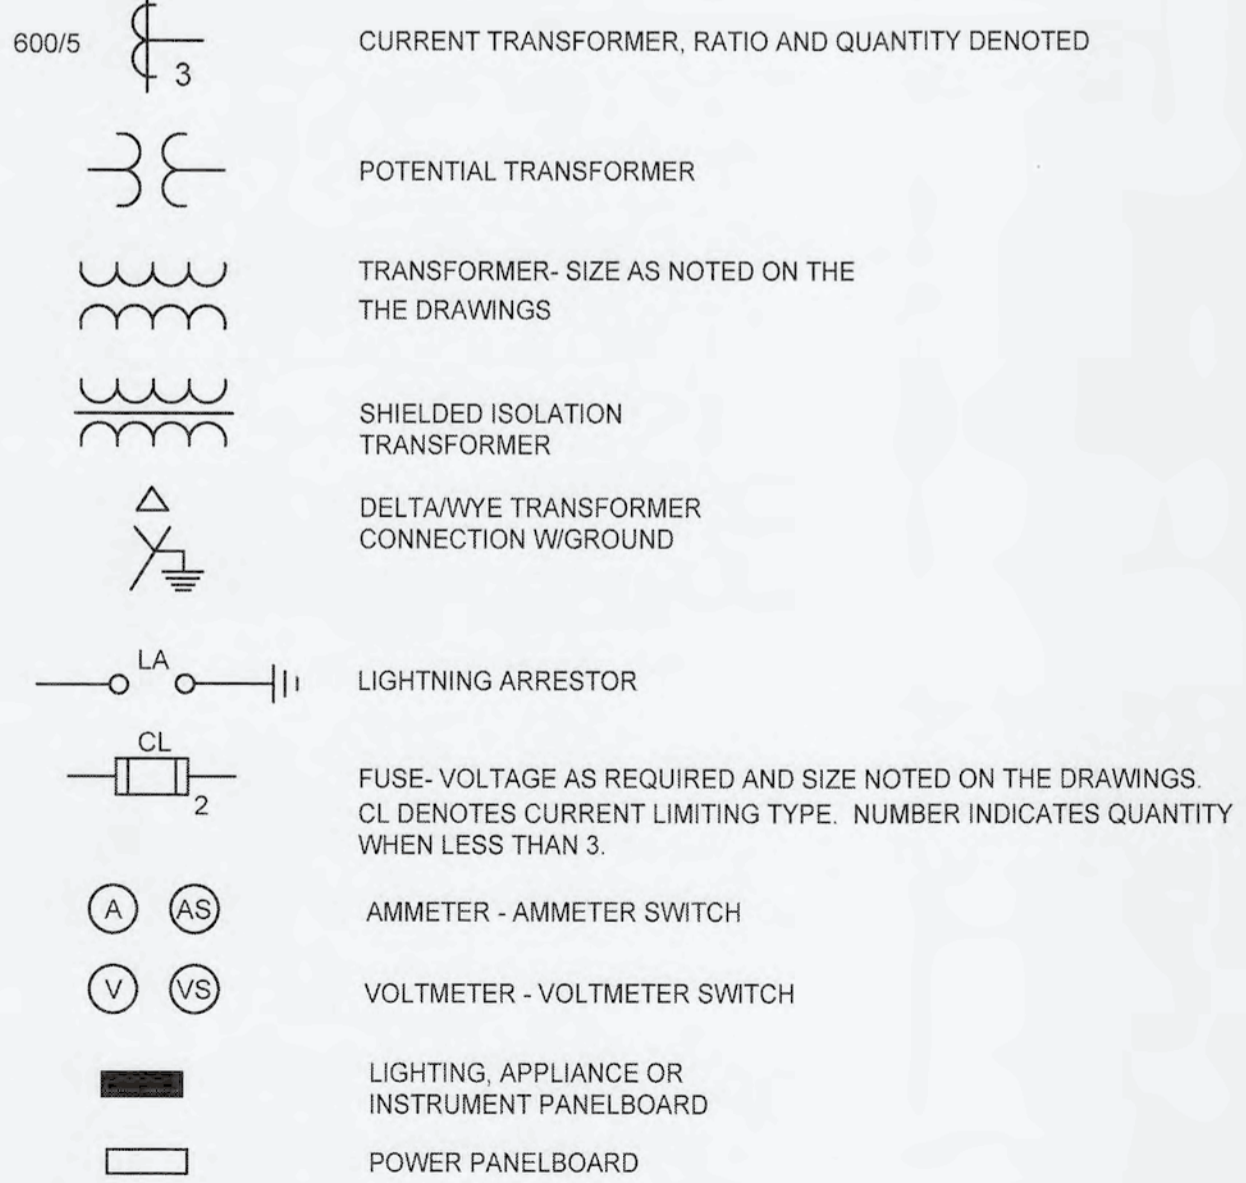 600/5
3
CURRENT TRANSFORMER, RATIO AND QUANTITY DENOTED
POTENTIAL TRANSFORMER
TRANSFORMER- SIZE AS NOTED ON THE
THE DRAWINGS
SHIELDED ISOLATION
TRANSFORMER
DELTA/WYE TRANSFORMER
CONNECTION W/GROUND
LA
LIGHTNING ARRESTOR
CL
2
FUSE- VOLTAGE AS REQUIRED AND SIZE NOTED ON THE DRAWINGS.
CL DENOTES CURRENT LIMITING TYPE. NUMBER INDICATES QUANTITY
WHEN LESS THAN 3.
A AS
AMMETER - AMMETER SWITCH
V VS
VOLTMETER - VOLTMETER SWITCH
LIGHTING, APPLIANCE OR
INSTRUMENT PANELBOARD
POWER PANELBOARD